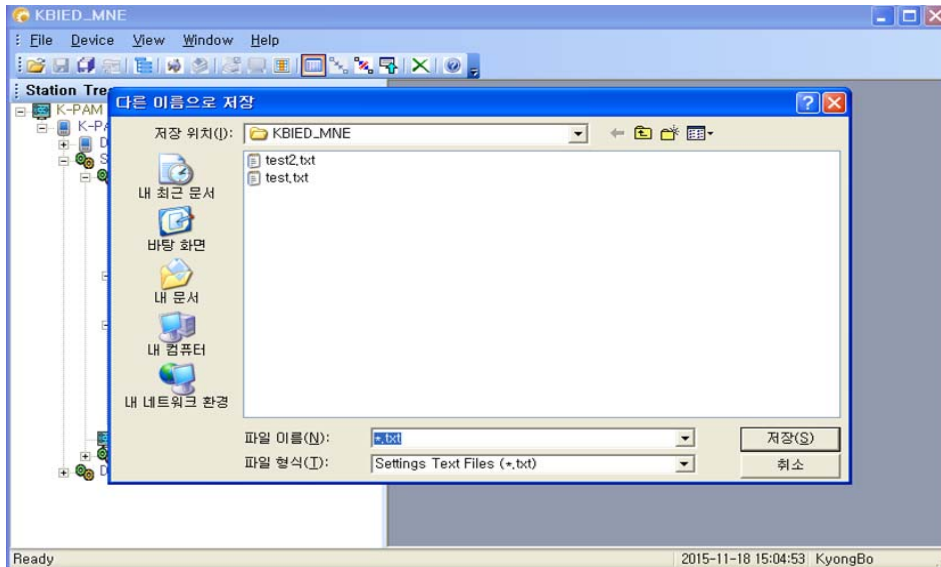 KBIED_MNE
File Device View Window Help
Station Tre
다른 이름으로 저장
K-PAM
저장 위치(I): KBIED_MNE
K-PA
D
S
test2.txt
test.txt
내 최근 문서
바탕 화면
내 문서
내 컴퓨터
내 네트워크 환경
파일 이름(N): *.txt 저장(S)
파일 형식(T): Settings Text Files (*.txt) 취소
D
Ready 2015-11-18 15:04:53 KyongBo